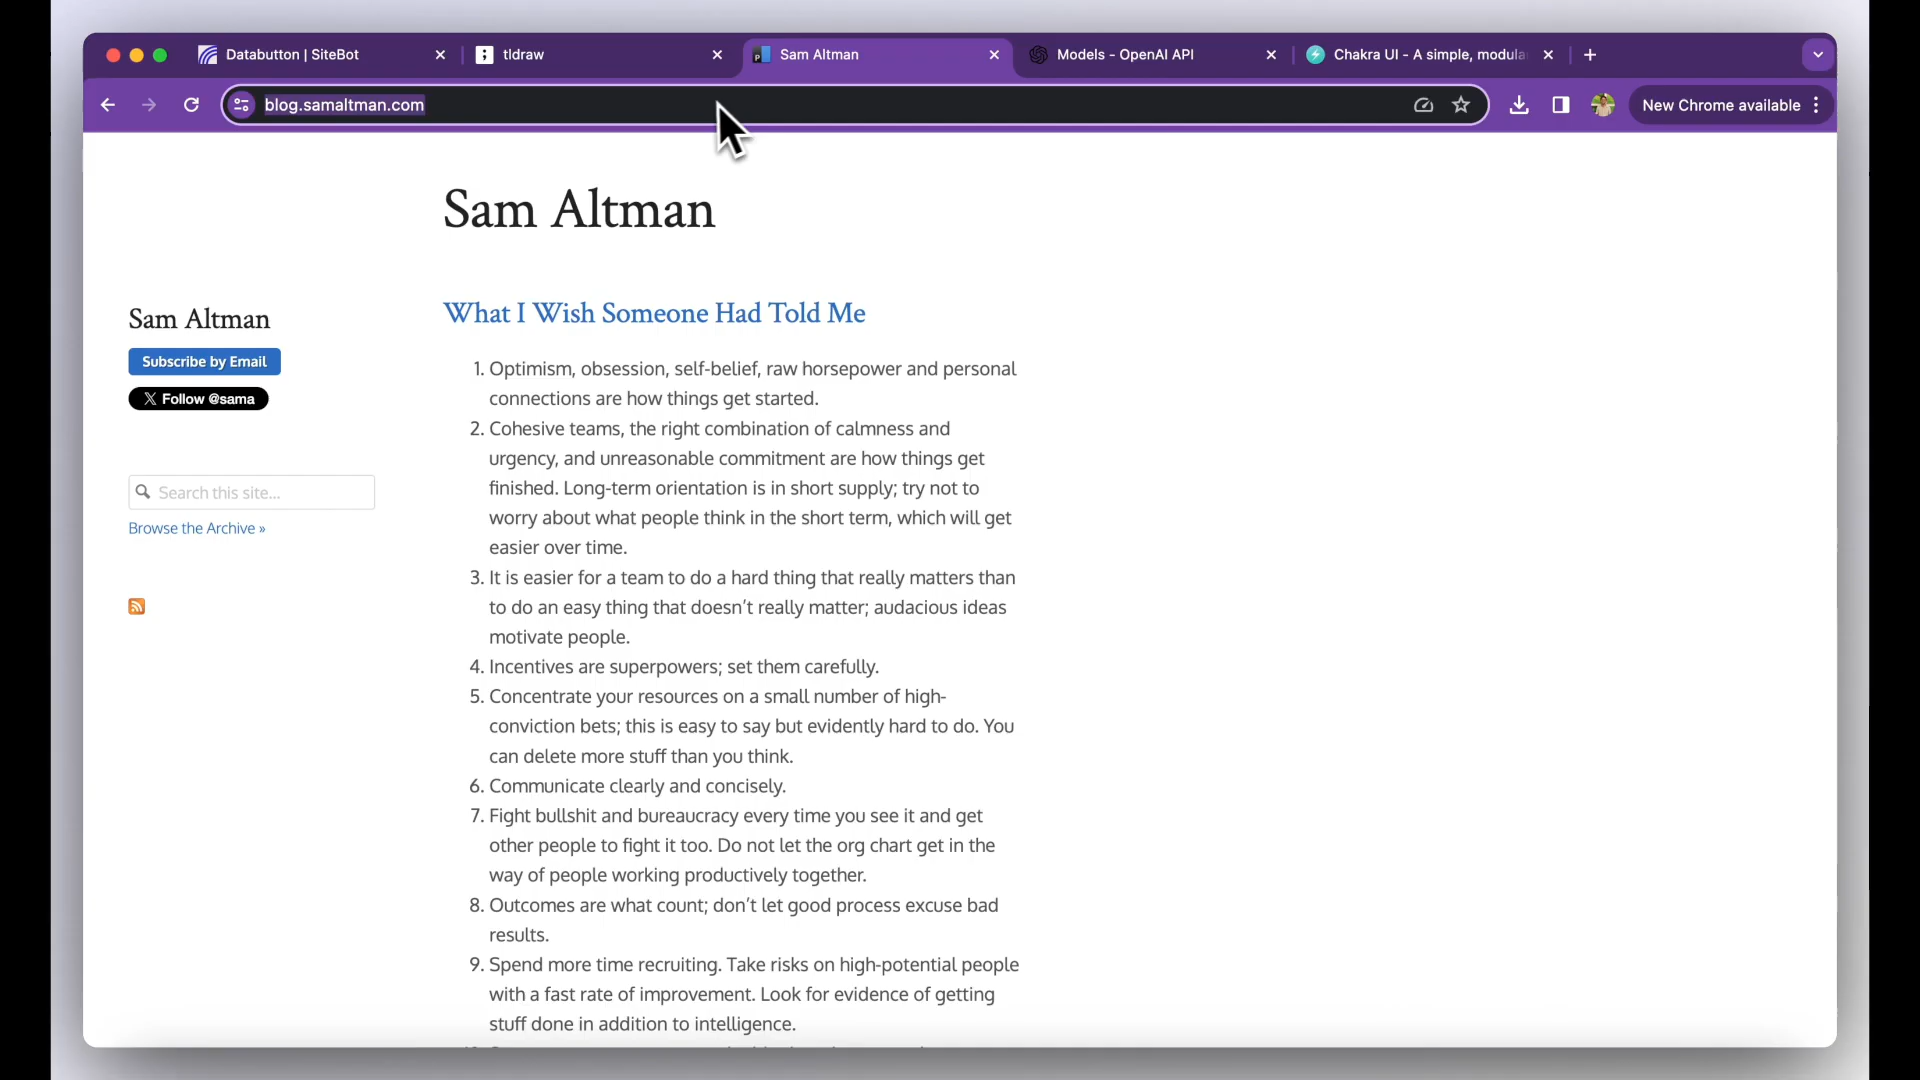 Databutton | SiteBot
tldraw
Sam Altman
Models - OpenAI API
Chakra UI - A simple, modula
blog.samaltman.com
New Chrome available
Sam Altman
Sam Altman
Subscribe by Email
Follow @sama
Search this site...
Browse the Archive »
What I Wish Someone Had Told Me
1. Optimism, obsession, self-belief, raw horsepower and personal
connections are how things get started.
2. Cohesive teams, the right combination of calmness and
urgency, and unreasonable commitment are how things get
finished. Long-term orientation is in short supply; try not to
worry about what people think in the short term, which will get
easier over time.
3. It is easier for a team to do a hard thing that really matters than
to do an easy thing that doesn't really matter; audacious ideas
motivate people.
4. Incentives are superpowers; set them carefully.
5. Concentrate your resources on a small number of high-
conviction bets; this is easy to say but evidently hard to do. You
can delete more stuff than you think.
6. Communicate clearly and concisely.
7. Fight bullshit and bureaucracy every time you see it and get
other people to fight it too. Do not let the org chart get in the
way of people working productively together.
8. Outcomes are what count; don't let good process excuse bad
results.
9. Spend more time recruiting. Take risks on high-potential people
with a fast rate of improvement. Look for evidence of getting
stuff done in addition to intelligence.